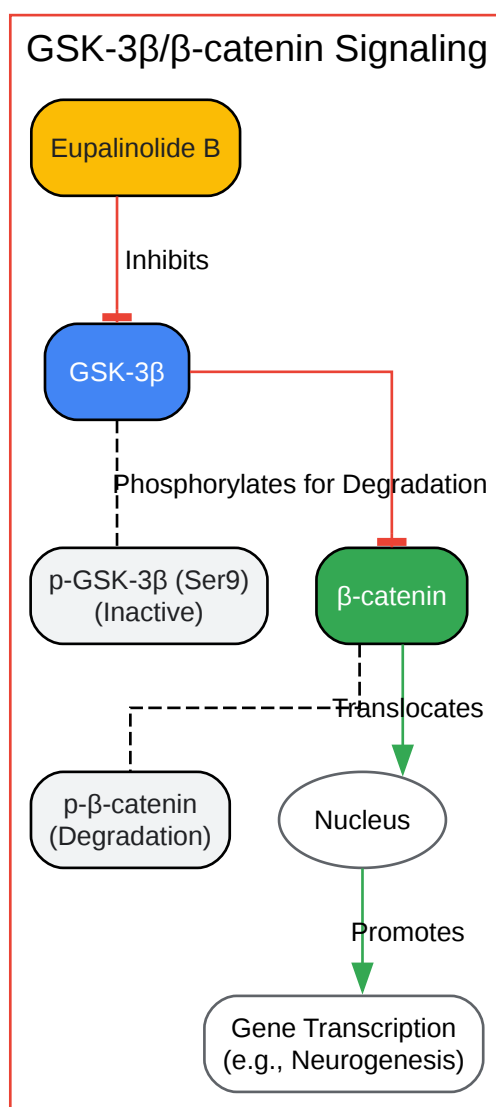 GSK-3β/β-catenin Signaling
Eupalinolide B
Inhibits
GSK-3β
Phosphorylates for Degradation
p-GSK-3β (Ser9)
(Inactive)
β-catenin
Translocates
p-β-catenin
(Degradation)
Nucleus
Promotes
Gene Transcription
(e.g., Neurogenesis)